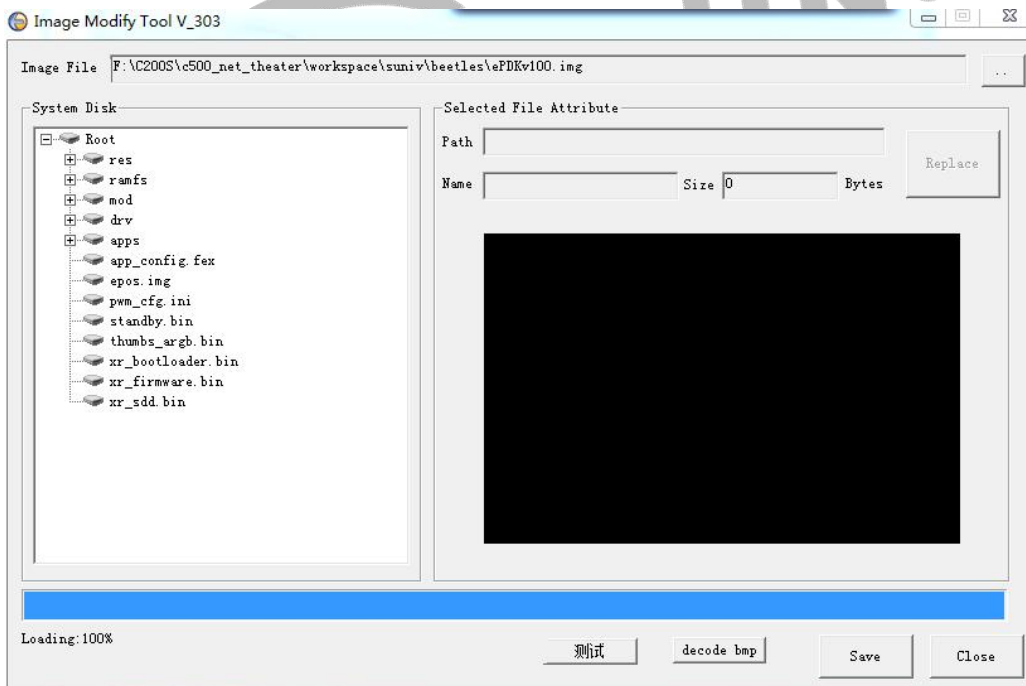 Image Modify Tool V_303
Image File F:\C200S\c500_net_theater\workspace\suniv\beetles\ePDKv100.img ..
System Disk
Root
res
ramfs
mod
drv
apps
app_config.fex
epos.img
pwm_cfg.ini
standby.bin
thumbs_argb.bin
xr_bootloader.bin
xr_firmware.bin
xr_sdd.bin
Selected File Attribute
Path
Replace
Name Size 0 Bytes
Loading:100%
测试 decode bmp Save Close